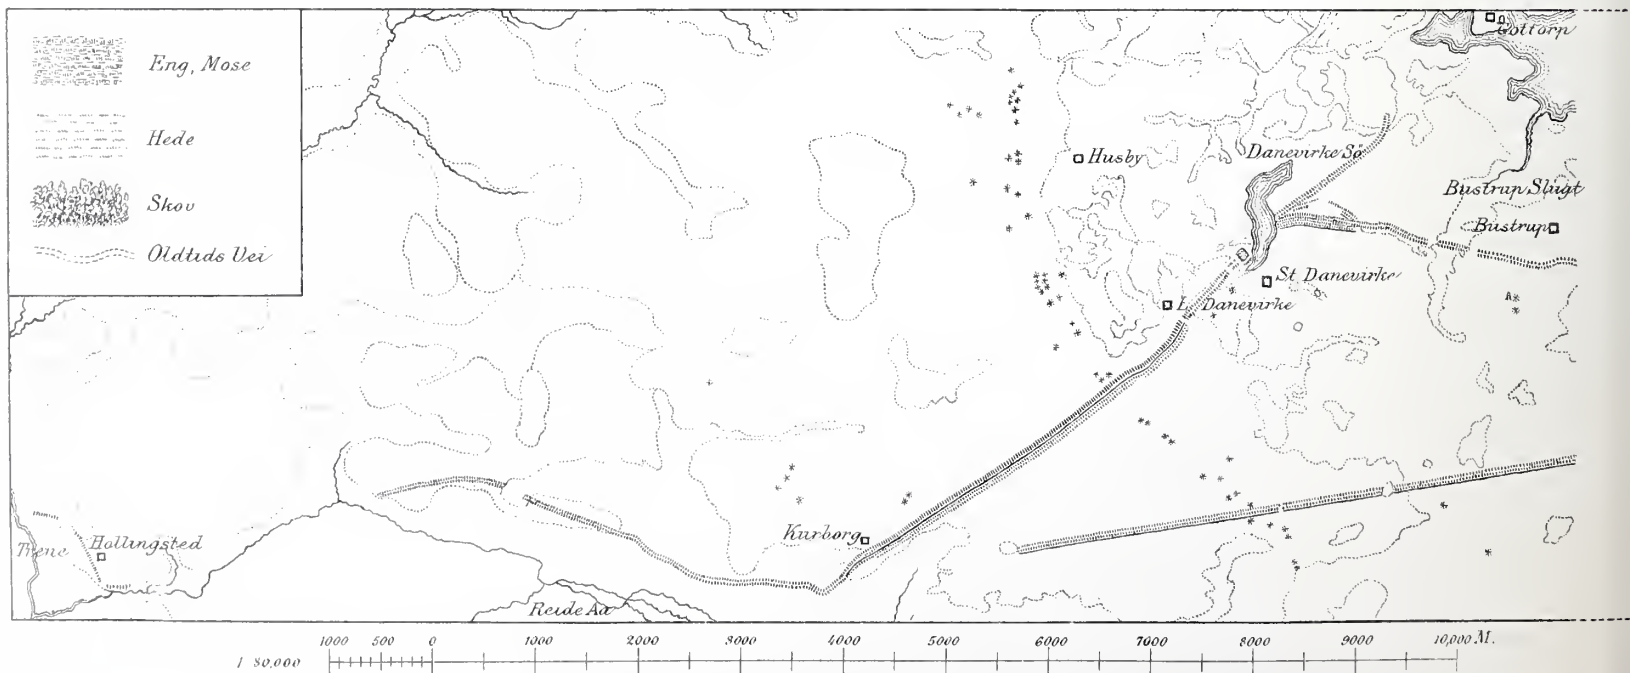 Eng, Mose
Hede
Skov
Oldtids Vei
Gottorp
Husby
Danevirke Sö
Bustrup Slugt
Bustrup
St. Danevirke
L. Danevirke
Kurborg
Trene
Hollingsted
Reide Aa
1000 500 0 1000 2000 3000 4000 5000 6000 7000 8000 9000 10,000 M.
1 80,000